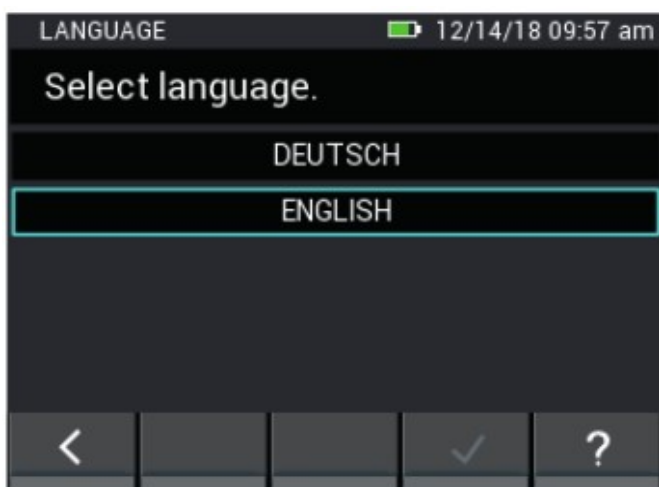 LANGUAGE 12/14/18 09:57 am
Select language.
DEUTSCH
ENGLISH
?